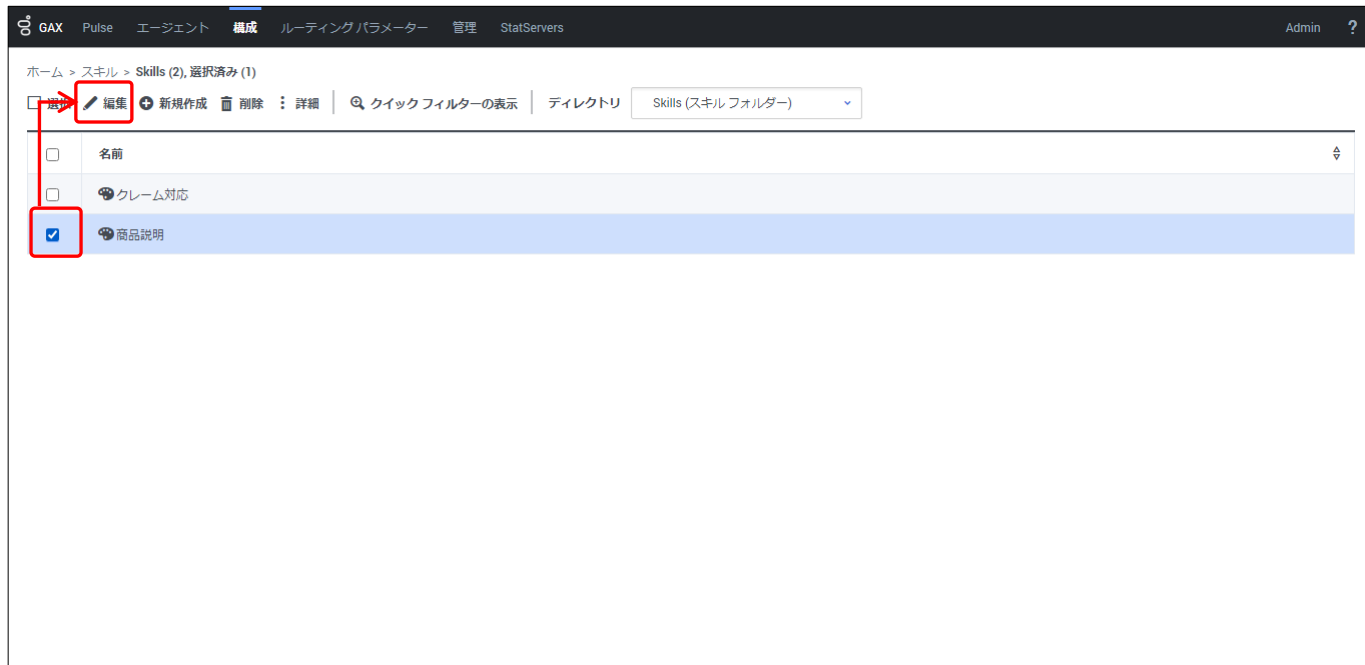 GAX Pulse エージェント 構成 ルーティング パラメーター 管理 StatServers Admin ?
ホーム > スキル > Skills (2), 選択済み (1)
選択 編集 新規作成 削除 詳細 クイック フィルターの表示 ディレクトリ Skills (スキル フォルダー)
名前
クレーム対応
商品説明